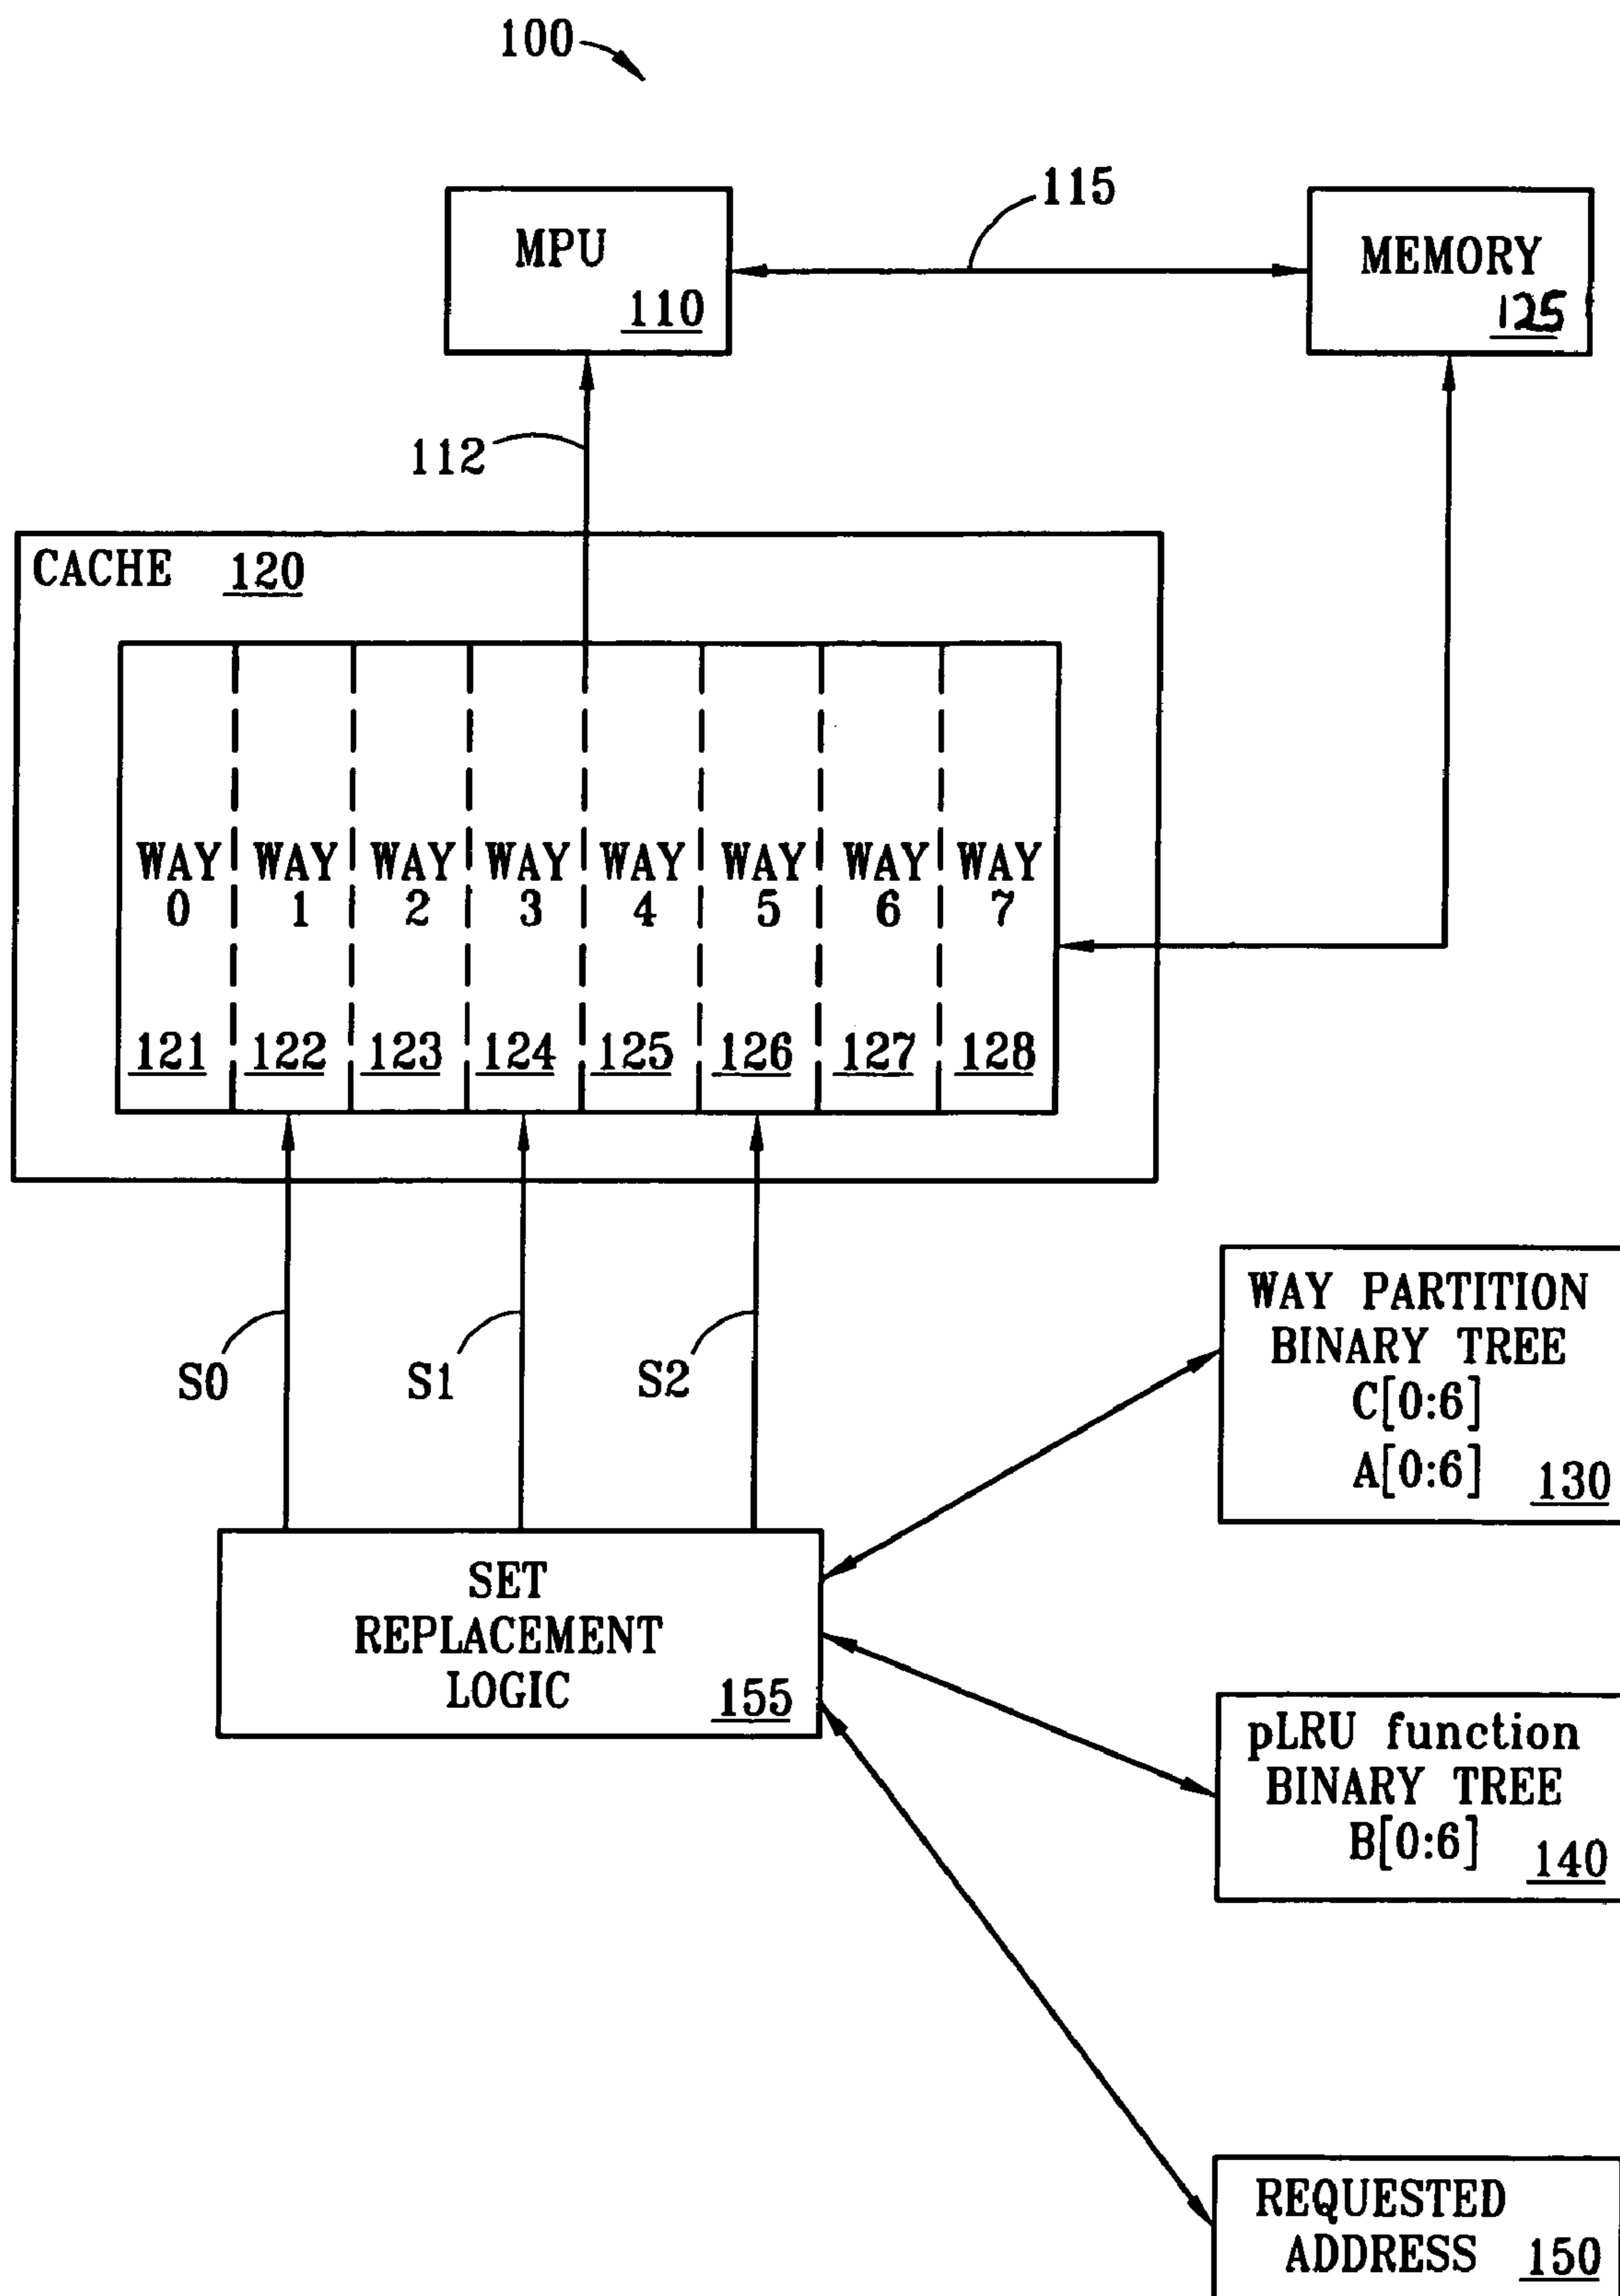 100
115
MPU
110
MEMORY
125
112
CACHE 120
WAY WAY WAY WAY WAY WAY WAY WAY
0 1 2 3 4 5 6 7
121 122 123 124 125 126 127 128
S0 S1 S2
WAY PARTITION
BINARY TREE
C[0:6]
A[0:6] 130
SET
REPLACEMENT
LOGIC 155
pLRU function
BINARY TREE
B[0:6] 140
REQUESTED
ADDRESS 150